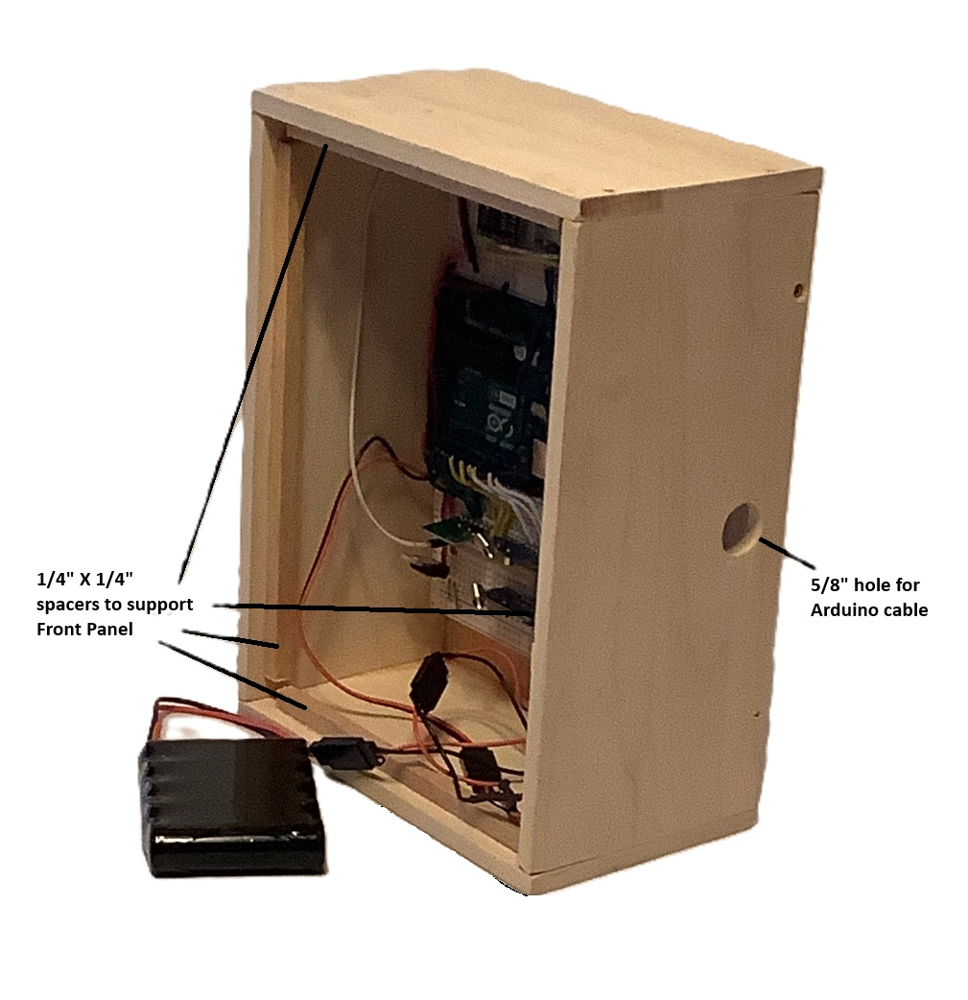 1/4" X 1/4"
spacers to support
Front Panel
5/8" hole for
Arduino cable